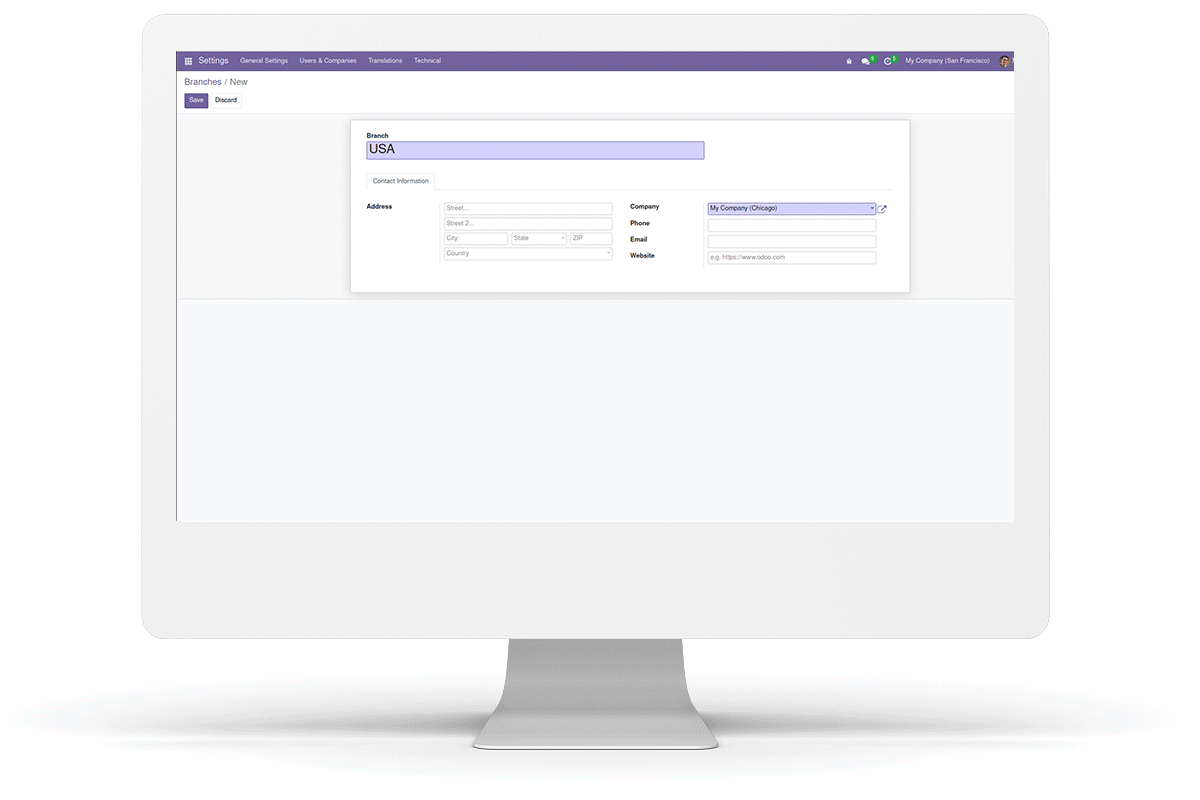 Settings General Settings Users & Companies Translations Technical 5 5 My Company (San Francisco)
Branches / New
Save Discard
Branch
USA
Contact Information
Address Street... Company My Company (Chicago)
Street 2... Phone
City State ZIP Email
Country Website e.g. https://www.odoo.com